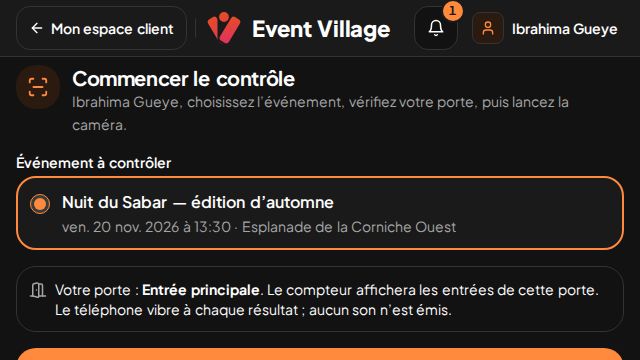 Mon espace client
Event Village
1
Ibrahima Gueye
Commencer le contrôle
Ibrahima Gueye, choisissez l’événement, vérifiez votre porte, puis lancez la
caméra.
Événement à contrôler
Nuit du Sabar — édition d’automne
ven. 20 nov. 2026 à 13:30 · Esplanade de la Corniche Ouest
Votre porte : Entrée principale. Le compteur affichera les entrées de cette porte.
Le téléphone vibre à chaque résultat ; aucun son n’est émis.